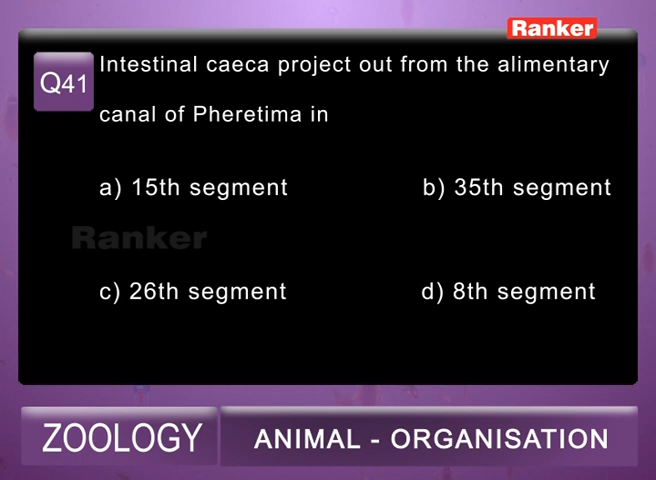 Ranker
Q41
Intestinal caeca project out from the alimentary
canal of Pheretima in
a) 15th segment
b) 35th segment
Ranker
c) 26th segment
d) 8th segment
ZOOLOGY
ANIMAL - ORGANISATION